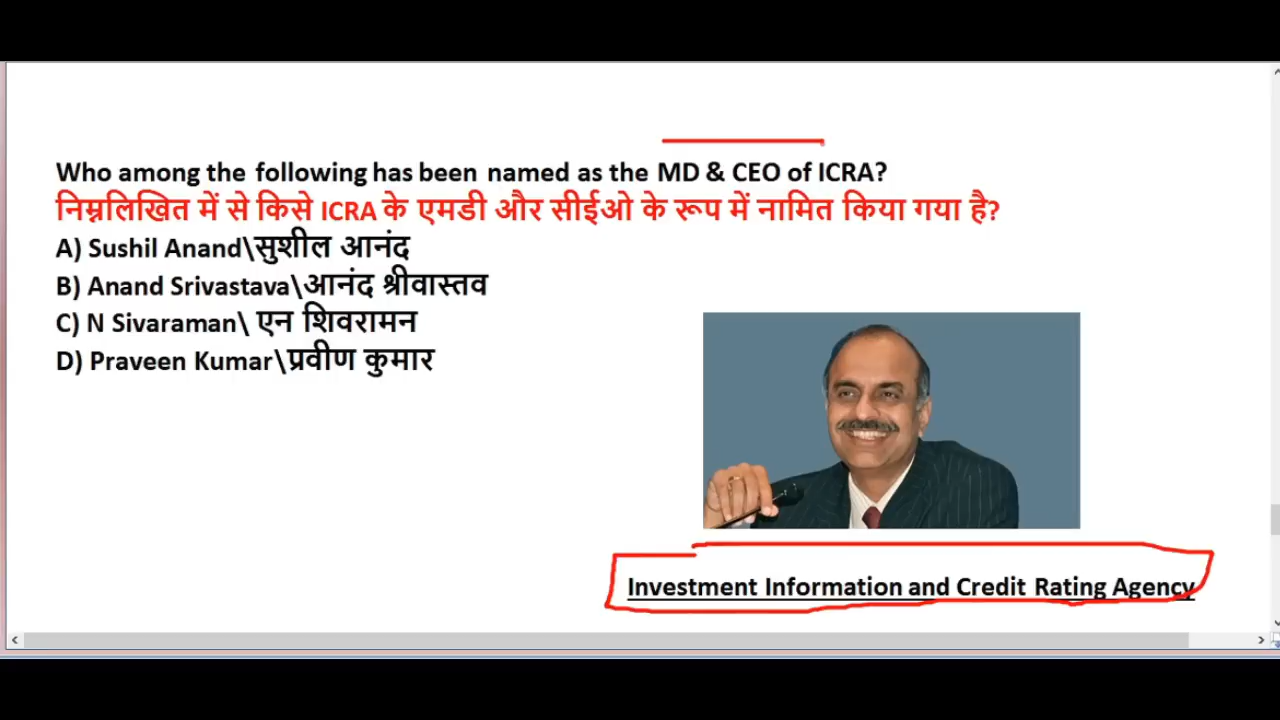 Who among the following has been named as the MD & CEO of ICRA?
निम्नलिखित में से किसे ICRA के एमडी और सीईओ के रूप में नामित किया गया है?
A) Sushil Anand\सुशील आनंद
B) Anand Srivastava\आनंद श्रीवास्तव
C) N Sivaraman\ एन शिवरामन
D) Praveen Kumar\प्रवीण कुमार
Investment Information and Credit Rating Agency